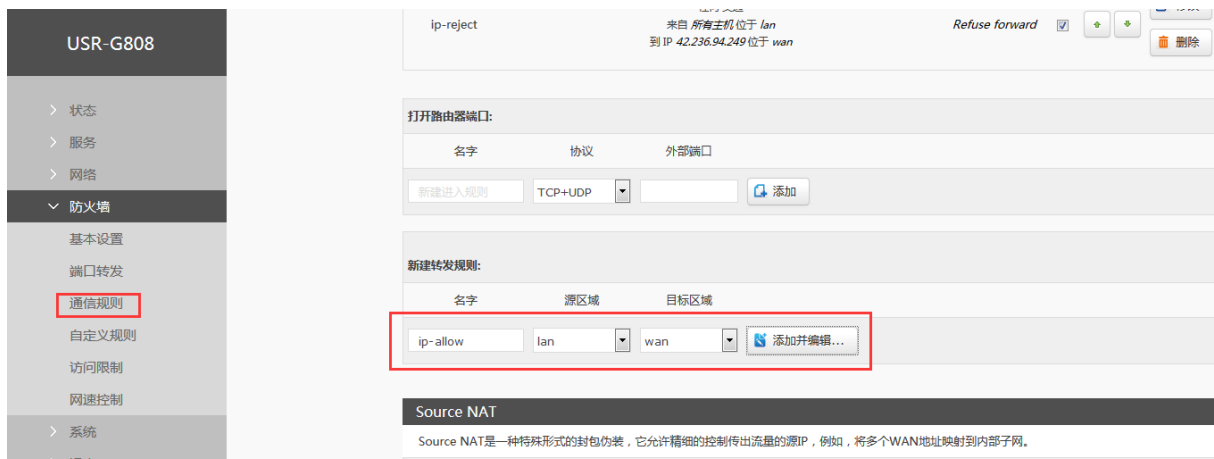 USR-G808
状态
服务
网络
防火墙
基本设置
端口转发
通信规则
自定义规则
访问限制
网速控制
系统
ip-reject
来自 所有主机 位于 lan
到 IP 42.236.94.249 位于 wan
Refuse forward
删除
打开路由器端口:
名字 协议 外部端口
新建进入规则 TCP+UDP 添加
新建转发规则:
名字 源区域 目标区域
ip-allow lan wan 添加并编辑...
Source NAT
Source NAT是一种特殊形式的封包伪装，它允许精细的控制传出流量的源IP，例如，将多个WAN地址映射到内部子网。